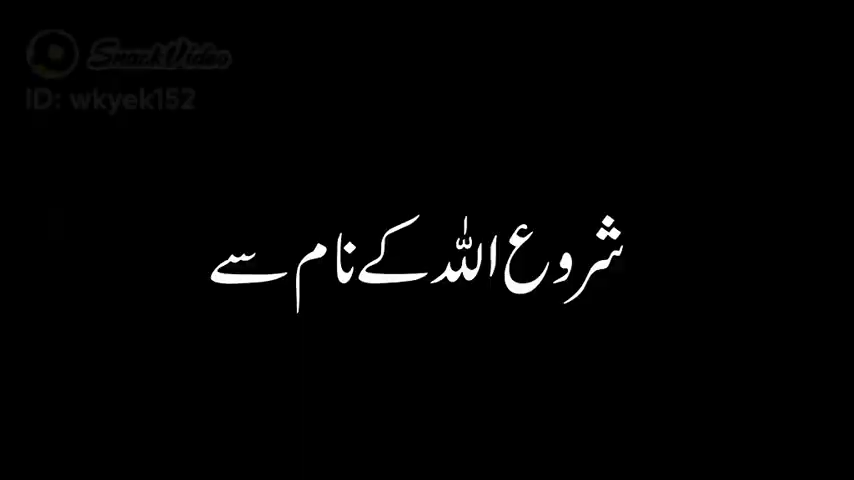 SnackVideo
ID: wkyek152
شروع اللہ کے نام سے